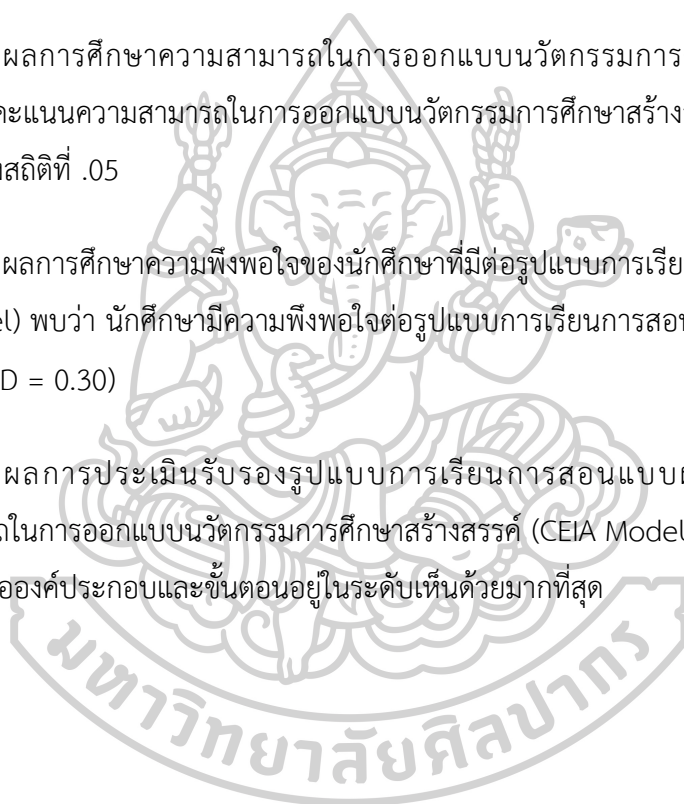 ผลการศึกษาความสามารถในการออกแบบนวัตกรรมการ
คะแนนความสามารถในการออกแบบนวัตกรรมการศึกษาสร้าง
สถิติที่ .05
ผลการศึกษาความพึงพอใจของนักศึกษาที่มีต่อรูปแบบการเรีย
el) พบว่า นักศึกษามีความพึงพอใจต่อรูปแบบการเรียนการสอน
D = 0.30)
ผลการประเมินรับรองรูปแบบการเรียนการสอนแบบ
ในการออกแบบนวัตกรรมการศึกษาสร้างสรรค์ (CEIA Model
องค์ประกอบและขั้นตอนอยู่ในระดับเห็นด้วยมากที่สุด
มหาวิทยาลัยศิลปากร